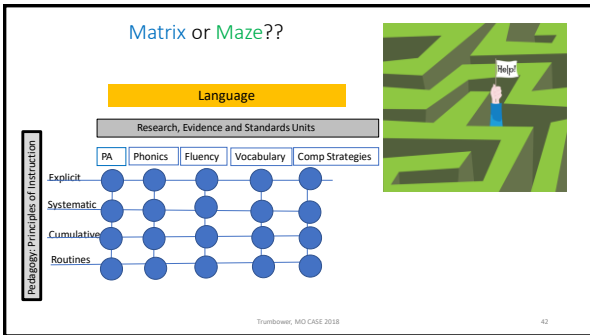 Matrix or Maze??
Help!
Language
Research, Evidence and Standards Units
PA Phonics Fluency Vocabulary Comp Strategies
Pedagogy: Principles of Instruction
Explicit
Systematic
Cumulative
Routines
Trumbower, MO CASE 2018 42